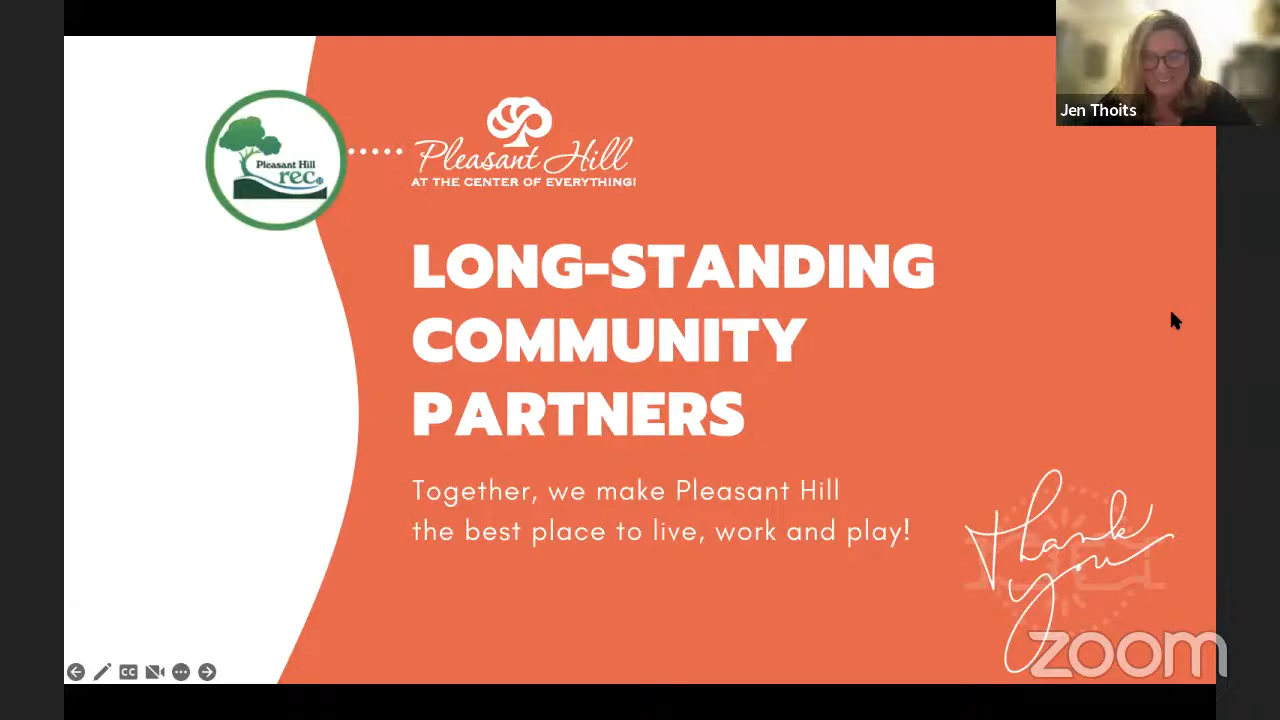 Jen Thoits
Pleasant Hill
rec
Pleasant Hill
AT THE CENTER OF EVERYTHING!
LONG-STANDING
COMMUNITY
PARTNERS
Together, we make Pleasant Hill
the best place to live, work and play!
thank
you
zoom
CC